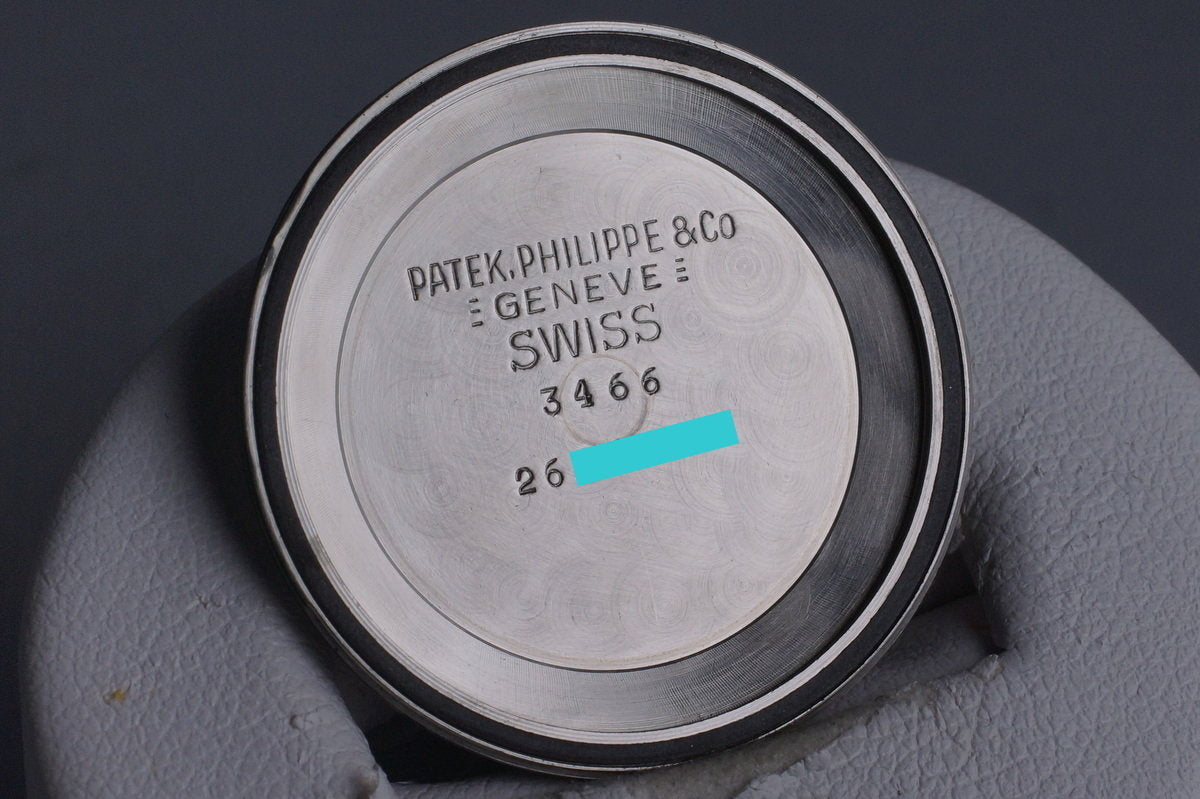 PATEK, PHILIPPE & Co
GENEVE
SWISS
3466
26